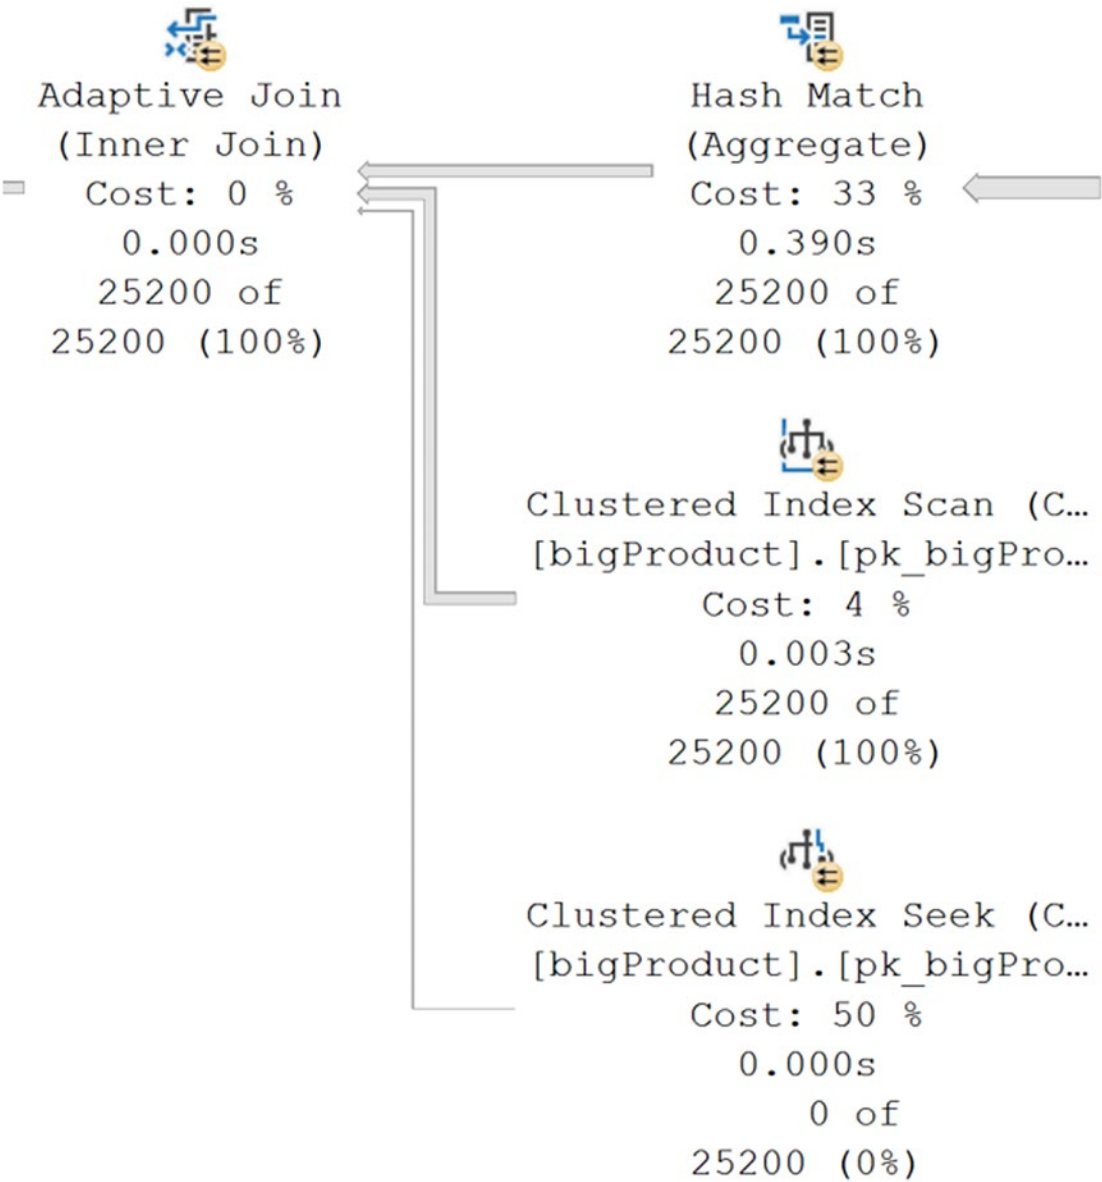 Adaptive Join
(Inner Join)
Cost: 0 %
0.000s
25200 of
25200 (100%)
Hash Match
(Aggregate)
Cost: 33 %
0.390s
25200 of
25200 (100%)
Clustered Index Scan (C…
[bigProduct].[pk_bigPro…
Cost: 4 %
0.003s
25200 of
25200 (100%)
Clustered Index Seek (C…
[bigProduct].[pk_bigPro…
Cost: 50 %
0.000s
0 of
25200 (0%)